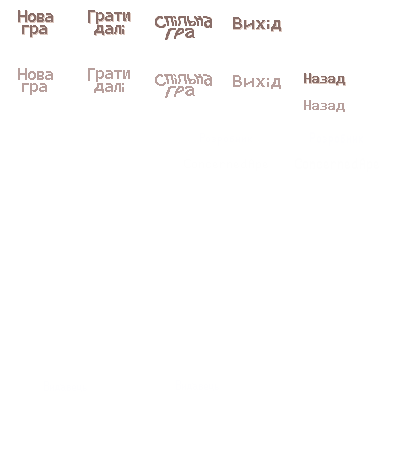 Нова гра
Грати далі
Спільна гра
Вихід
Нова гра
Грати далі
Спільна гра
Вихід
Назад
Назад